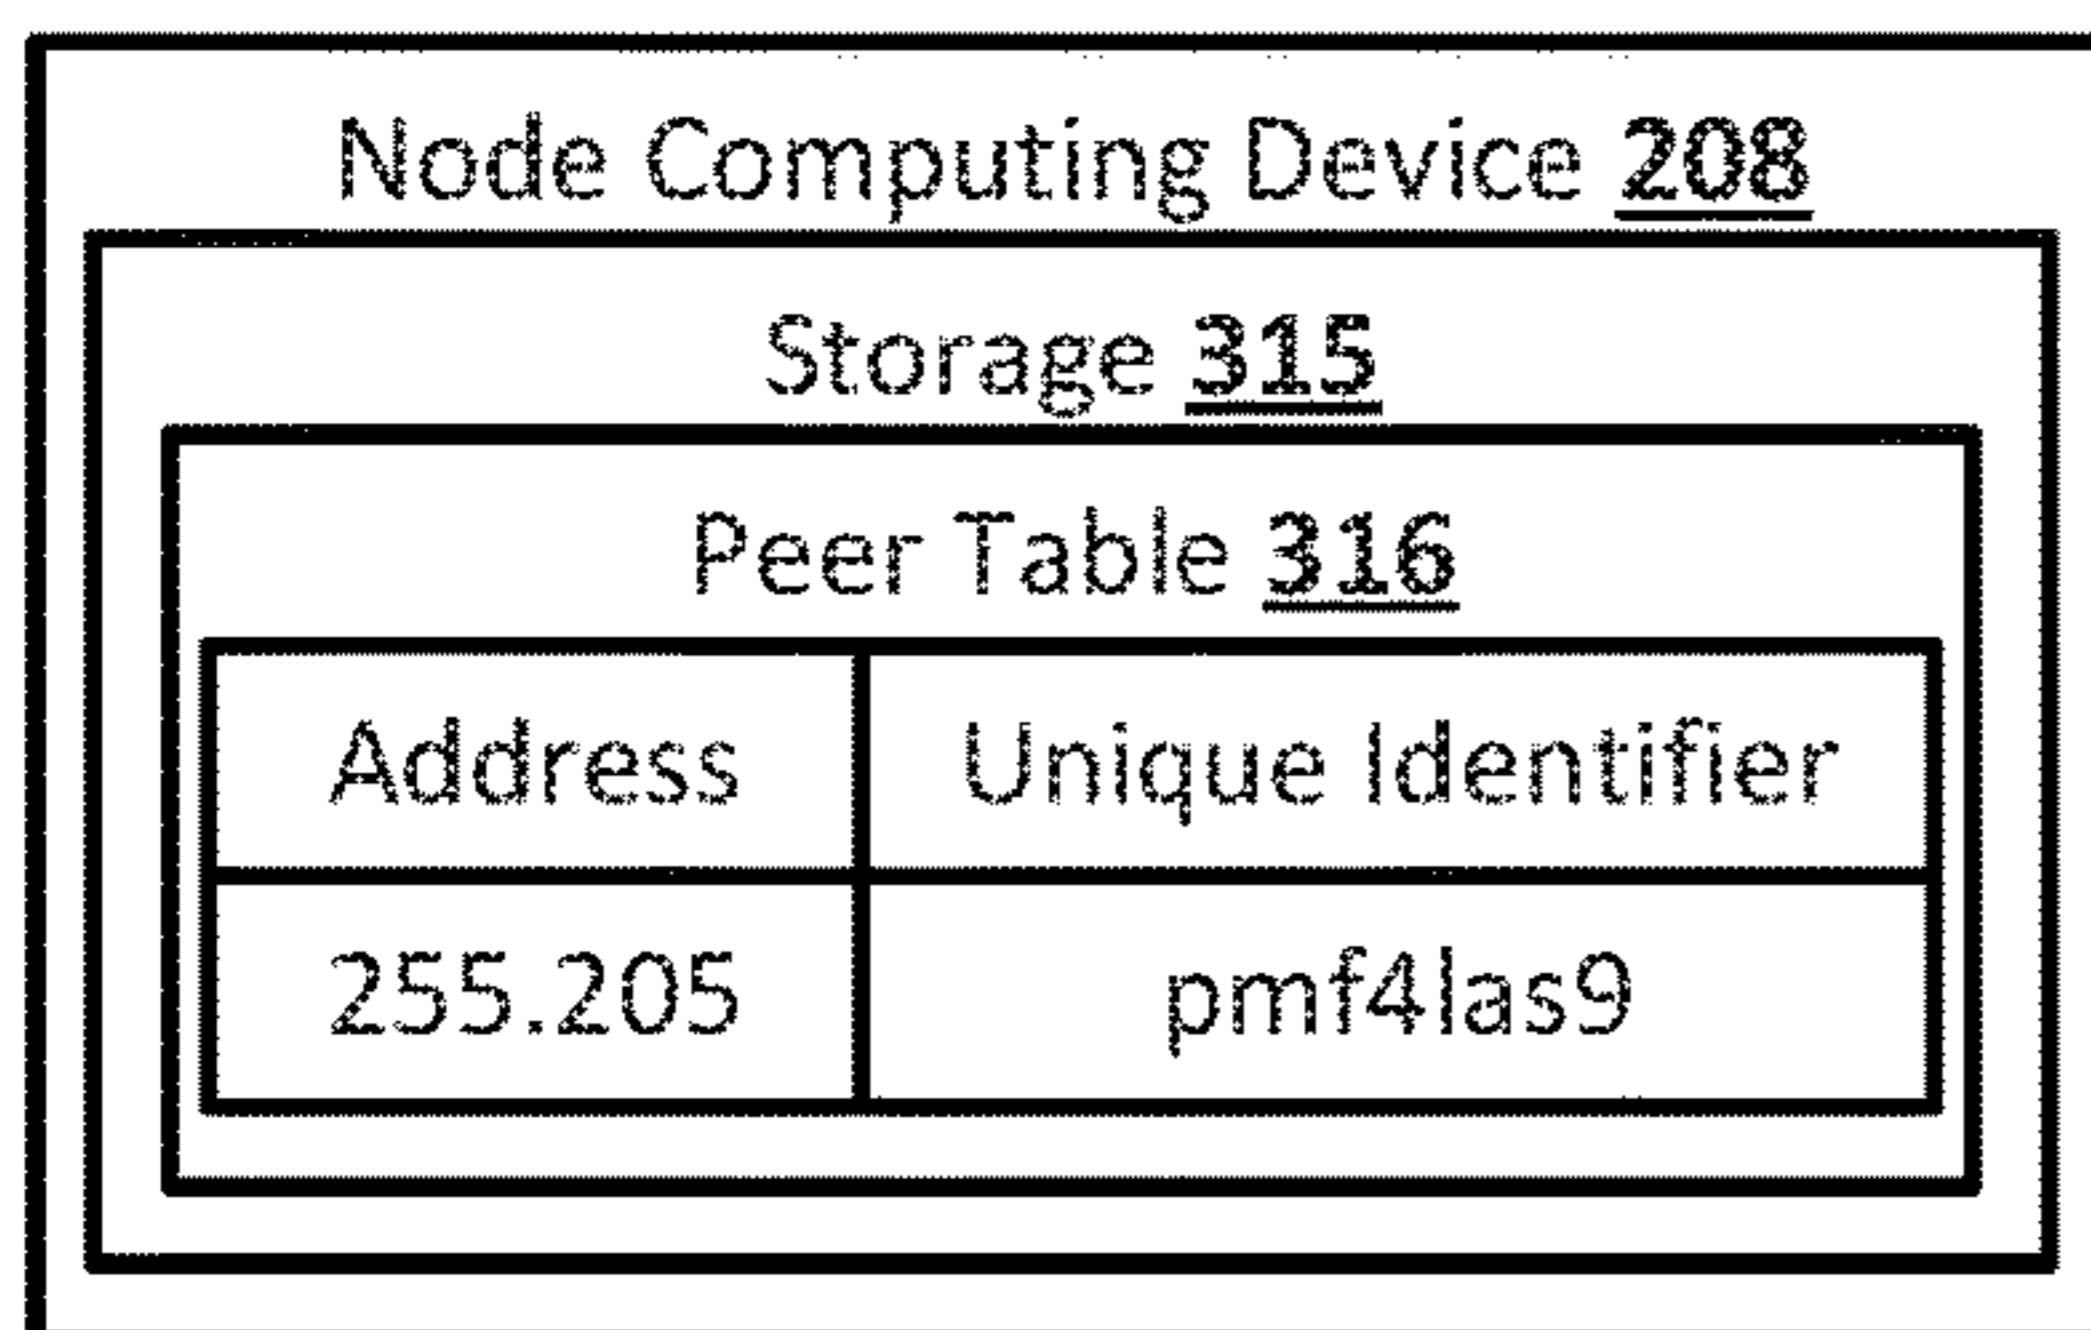 Node Computing Device 208
Storage 315
Peer Table 316
Address Unique Identifier
255.205 pmf4las9